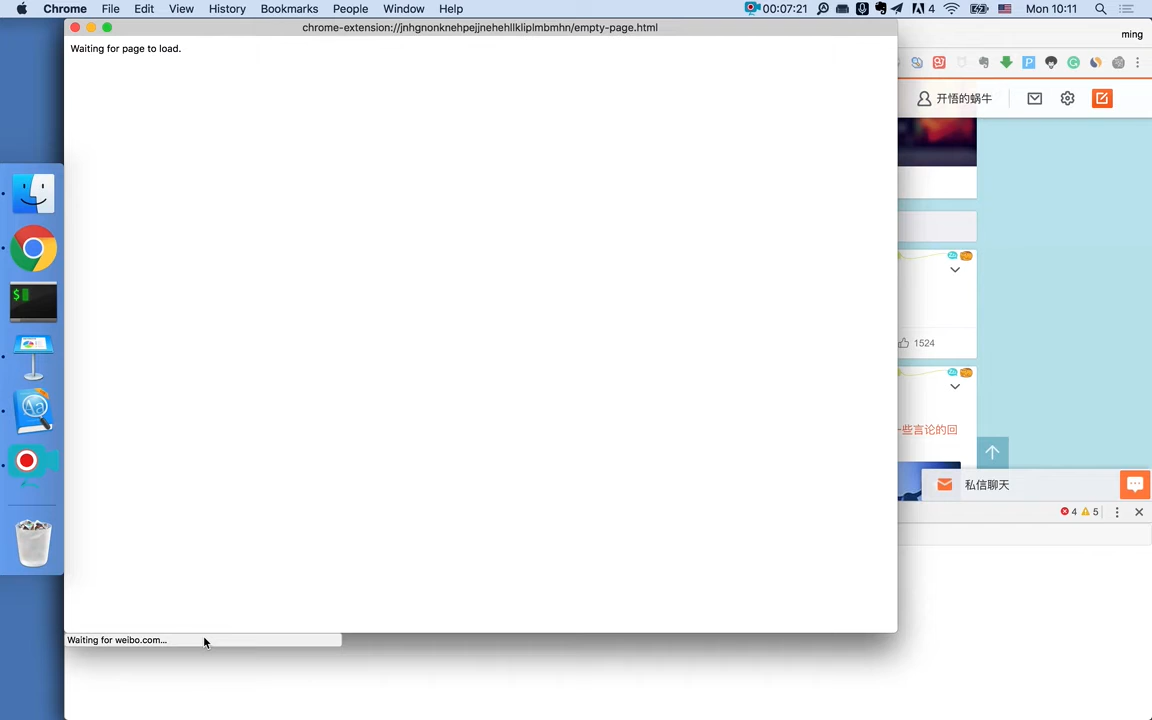 Chrome File Edit View History Bookmarks People Window Help 00:07:21 4 Mon 10:11
chrome-extension://jnhgnonknehpejjnehehllkliplmbmhn/empty-page.html
ming
Waiting for page to load.
开悟的蜗牛
1524
一些言论的回
私信聊天
4 5
Waiting for weibo.com...